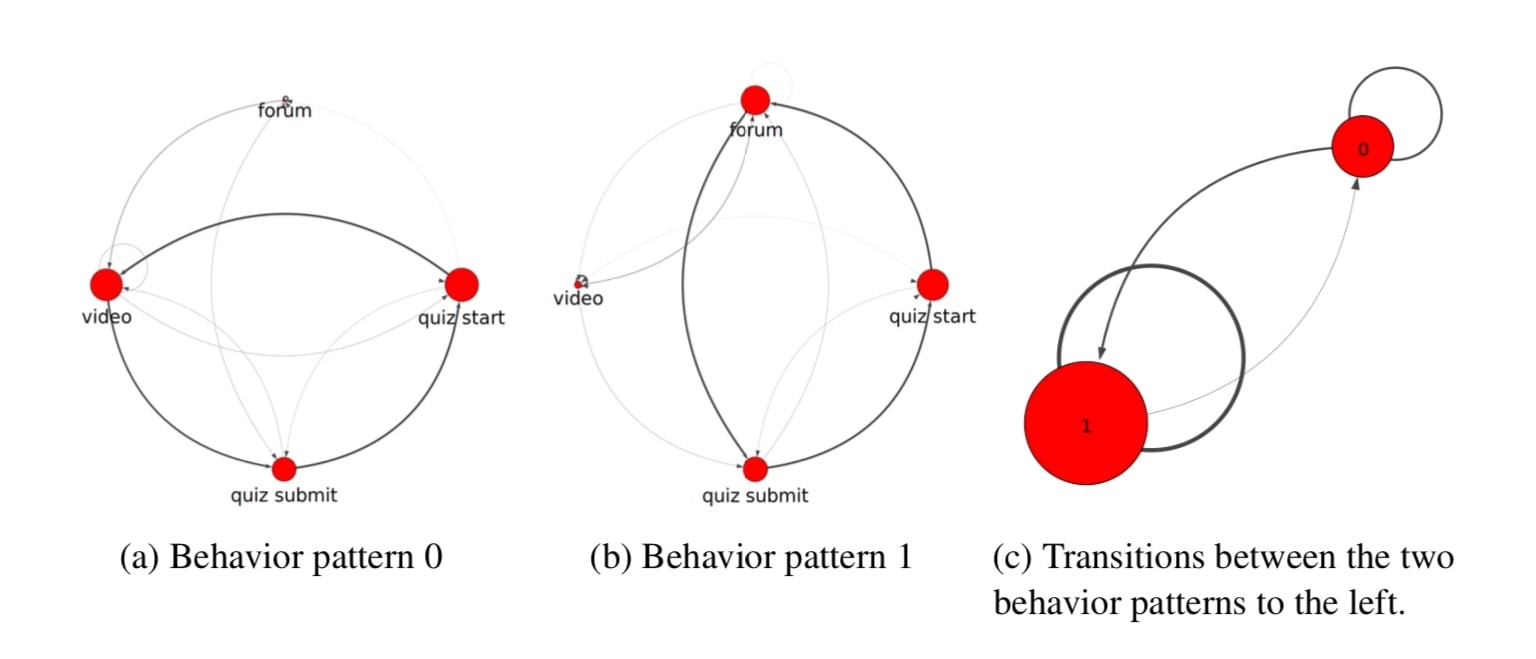 forum
video
quiz start
quiz submit
(a) Behavior pattern 0
forum
video
quiz start
quiz submit
(b) Behavior pattern 1
0
1
(c) Transitions between the two
behavior patterns to the left.